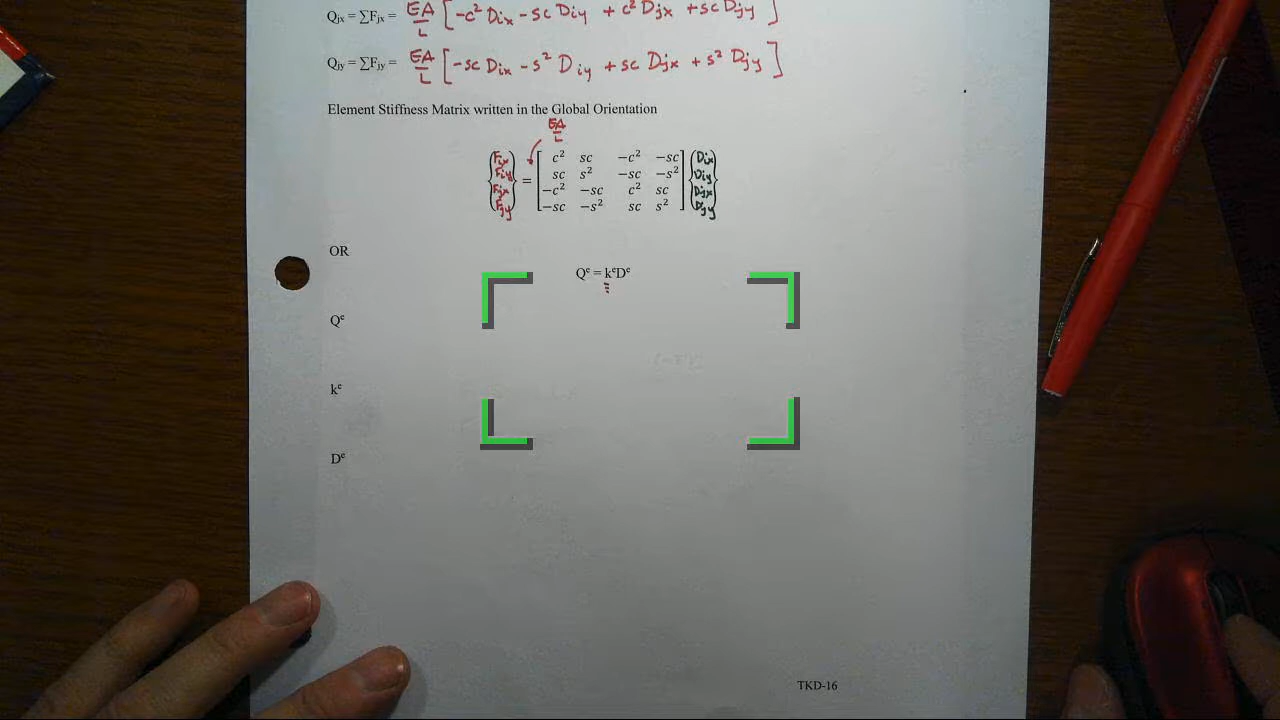 Qjx = ∑Fjx = EA/L [-c² Dix - sc Diy + c² Djx + sc Djy ]
Qjy = ∑Fjy = EA/L [-sc Dix - s² Diy + sc Djx + s² Djy ]
Element Stiffness Matrix written in the Global Orientation
EA/L
Fix c² sc −c² −sc Dix
Fiy sc s² −sc −s² Diy
=
Fjx −c² −sc c² sc Djx
Fjy −sc −s² sc s² Djy
OR
Qᵉ = kᵉDᵉ
Qᵉ
kᵉ
Dᵉ
TKD-16